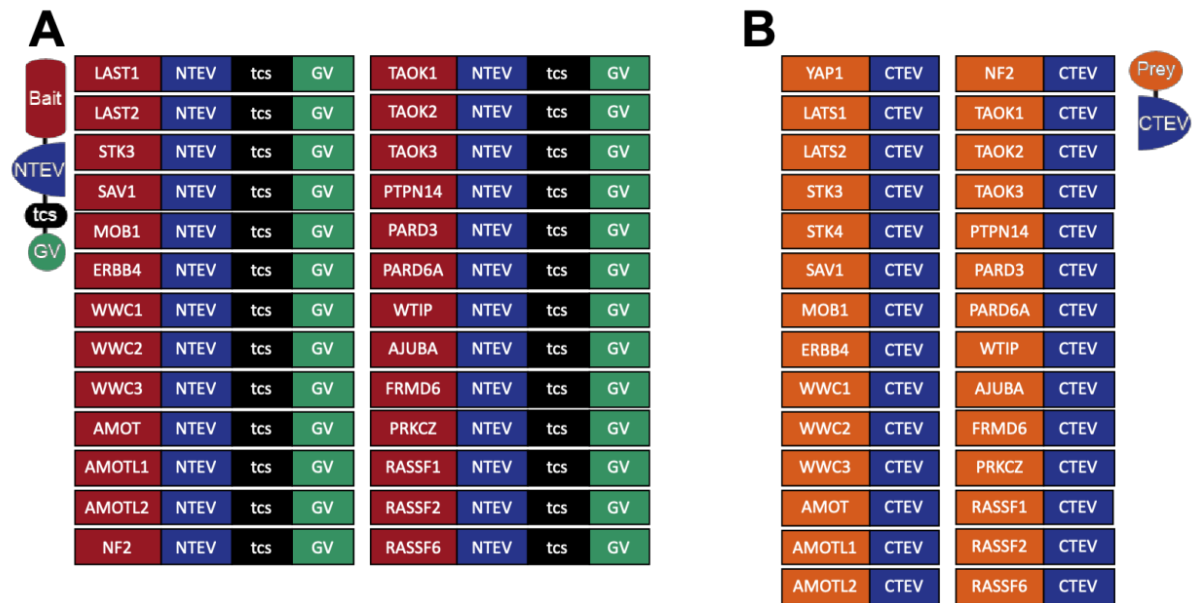 A
B
Bait
NTEV
tcs
GV
LAST1 NTEV tcs GV
LAST2 NTEV tcs GV
STK3 NTEV tcs GV
SAV1 NTEV tcs GV
MOB1 NTEV tcs GV
ERBB4 NTEV tcs GV
WWC1 NTEV tcs GV
WWC2 NTEV tcs GV
WWC3 NTEV tcs GV
AMOT NTEV tcs GV
AMOTL1 NTEV tcs GV
AMOTL2 NTEV tcs GV
NF2 NTEV tcs GV
TAOK1 NTEV tcs GV
TAOK2 NTEV tcs GV
TAOK3 NTEV tcs GV
PTPN14 NTEV tcs GV
PARD3 NTEV tcs GV
PARD6A NTEV tcs GV
WTIP NTEV tcs GV
AJUBA NTEV tcs GV
FRMD6 NTEV tcs GV
PRKCZ NTEV tcs GV
RASSF1 NTEV tcs GV
RASSF2 NTEV tcs GV
RASSF6 NTEV tcs GV
YAP1 CTEV
LATS1 CTEV
LATS2 CTEV
STK3 CTEV
STK4 CTEV
SAV1 CTEV
MOB1 CTEV
ERBB4 CTEV
WWC1 CTEV
WWC2 CTEV
WWC3 CTEV
AMOT CTEV
AMOTL1 CTEV
AMOTL2 CTEV
NF2 CTEV
TAOK1 CTEV
TAOK2 CTEV
TAOK3 CTEV
PTPN14 CTEV
PARD3 CTEV
PARD6A CTEV
WTIP CTEV
AJUBA CTEV
FRMD6 CTEV
PRKCZ CTEV
RASSF1 CTEV
RASSF2 CTEV
RASSF6 CTEV
Prey
CTEV